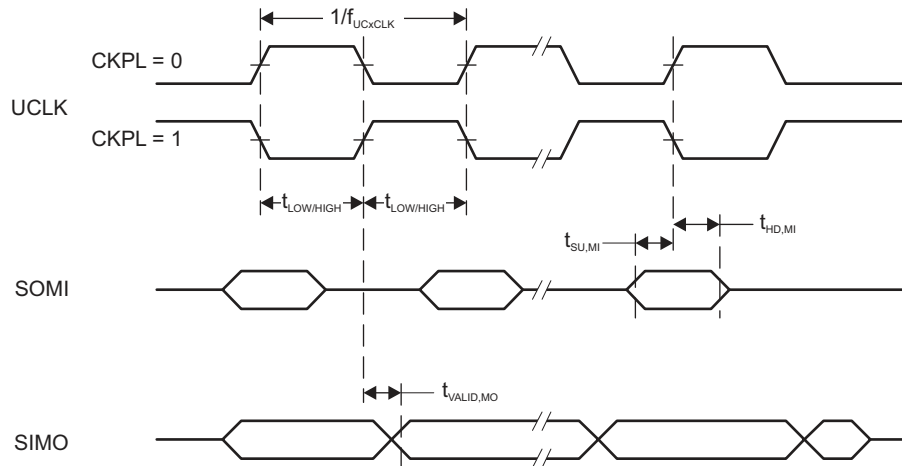 1/fUCxCLK
CKPL = 0
UCLK
CKPL = 1
tLOW/HIGH tLOW/HIGH
tSU,MI
tHD,MI
SOMI
tVALID,MO
SIMO